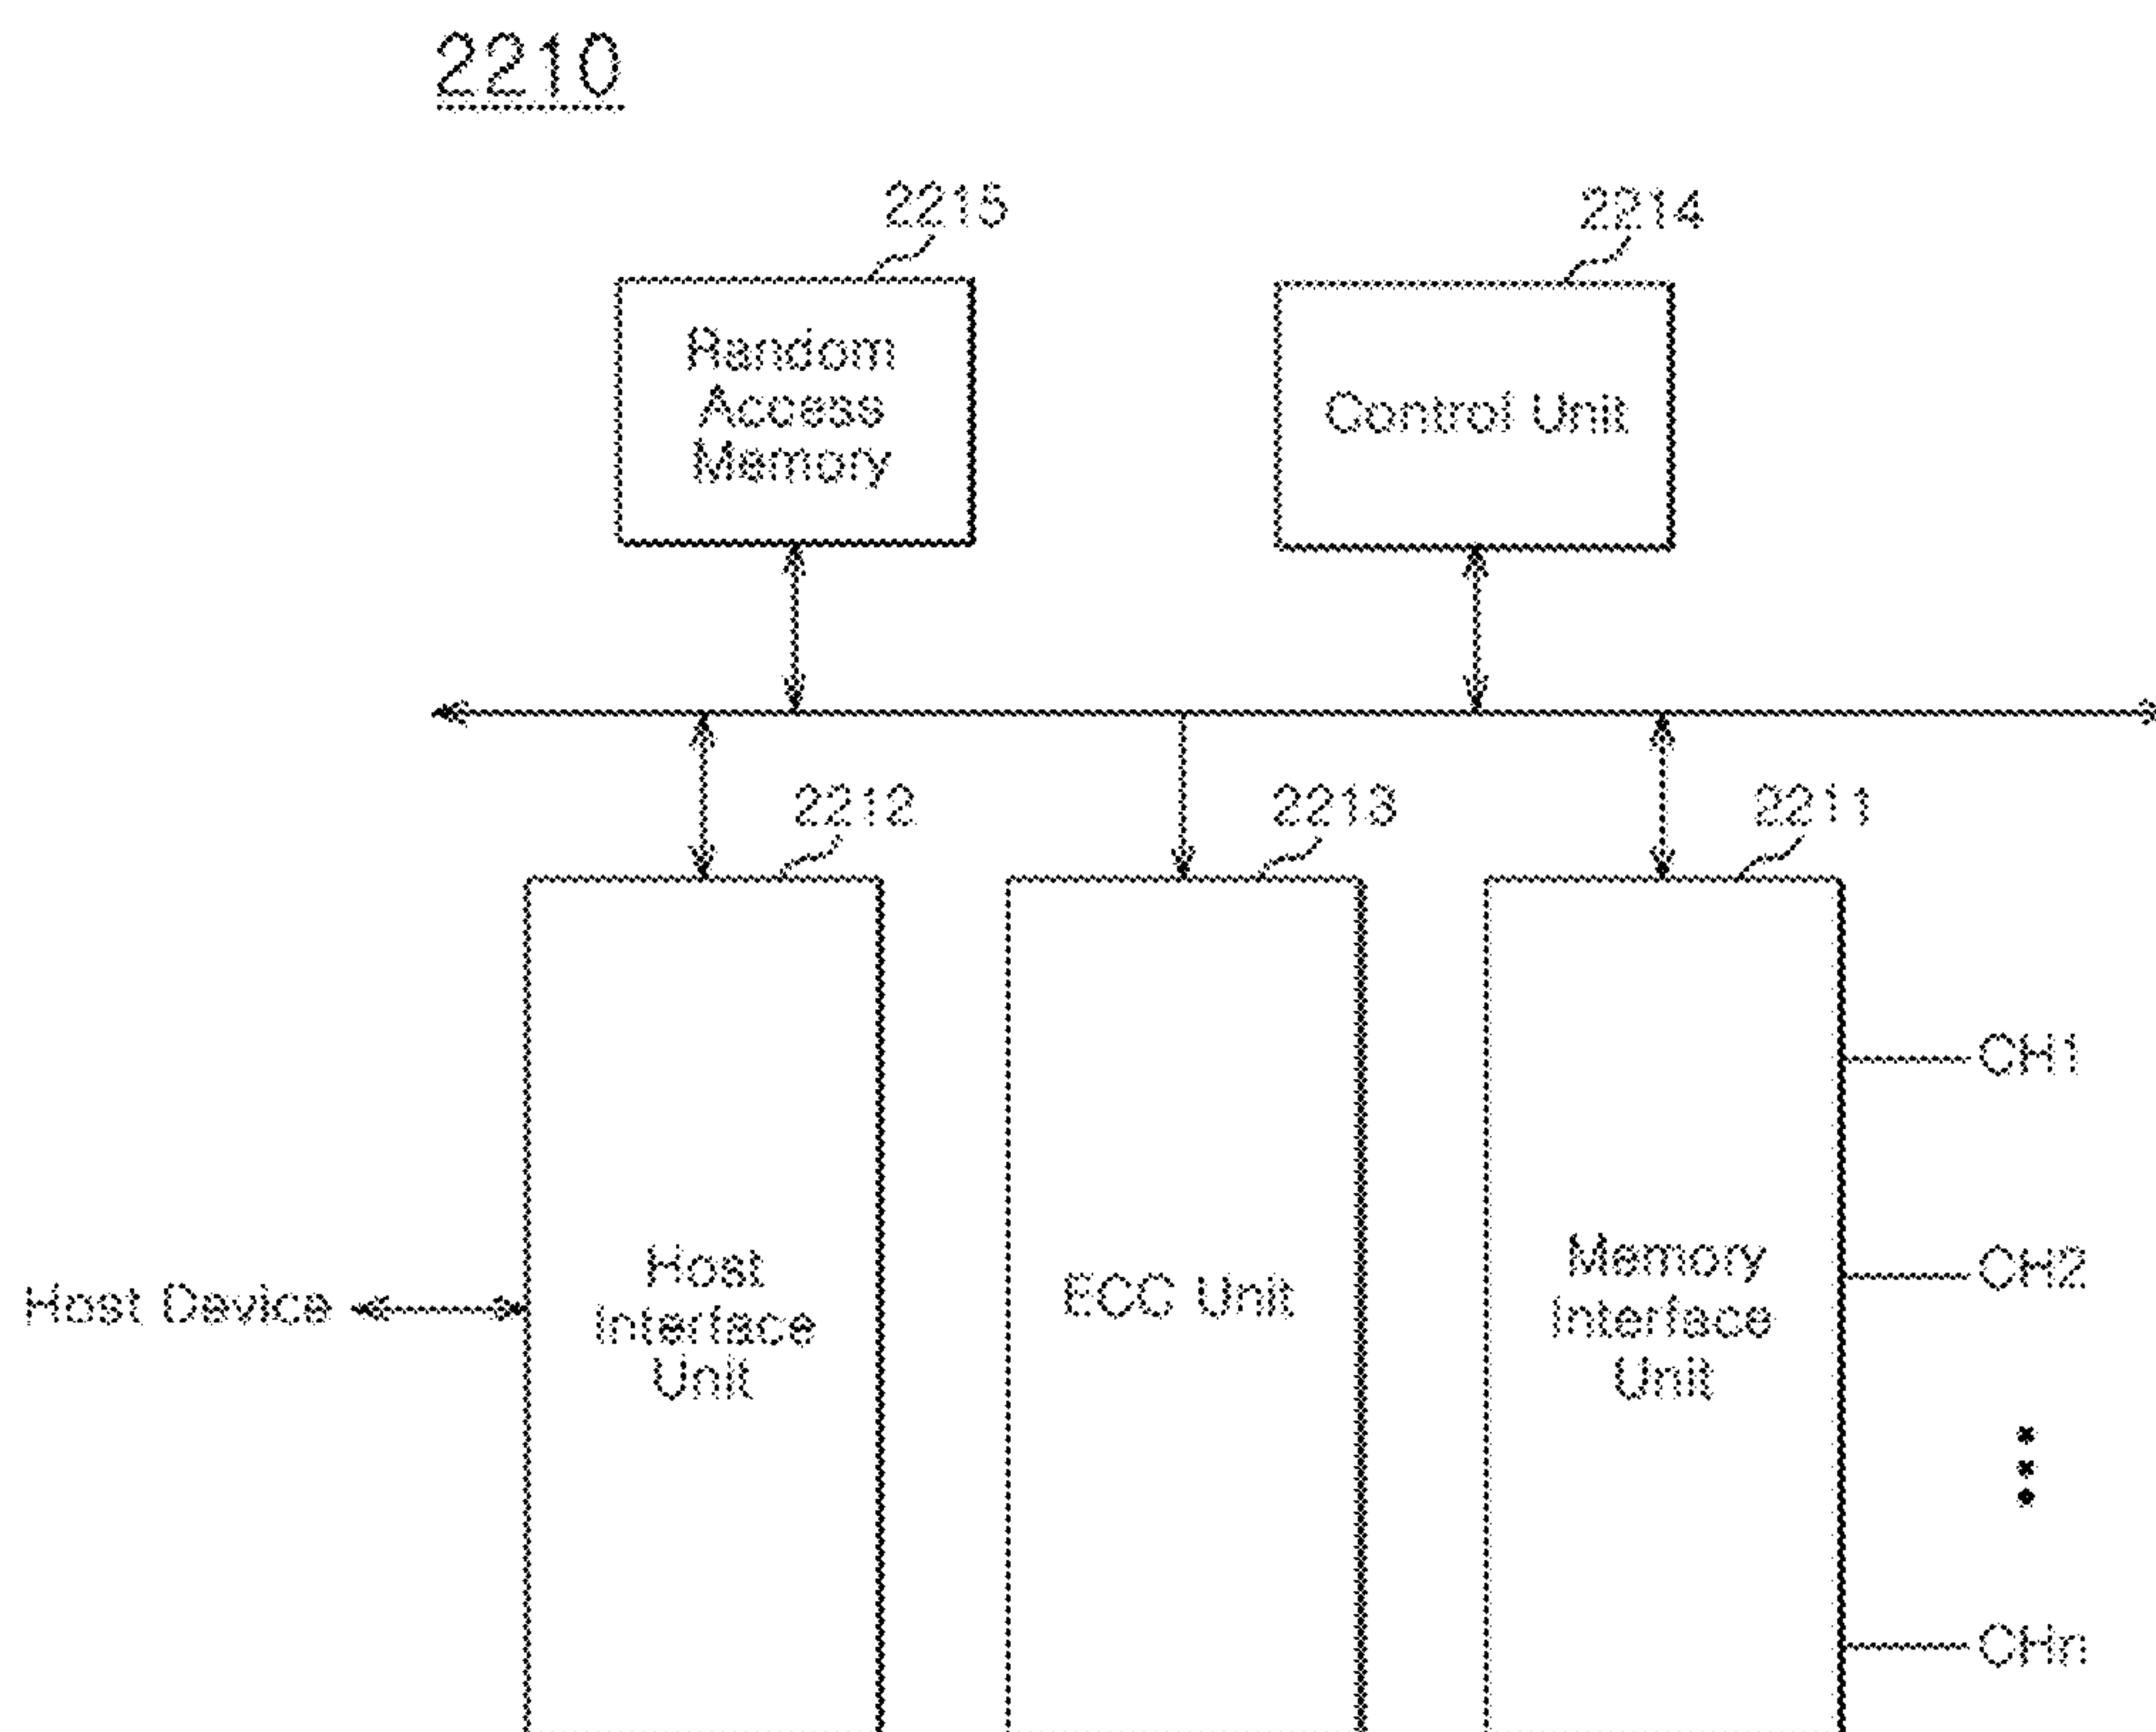 2210
2215
2214
Random
Access
Memory
Control Unit
2212
2213
2211
Host Device
Host
Interface
Unit
ECC Unit
Memory
Interface
Unit
CH1
CH2
CHn